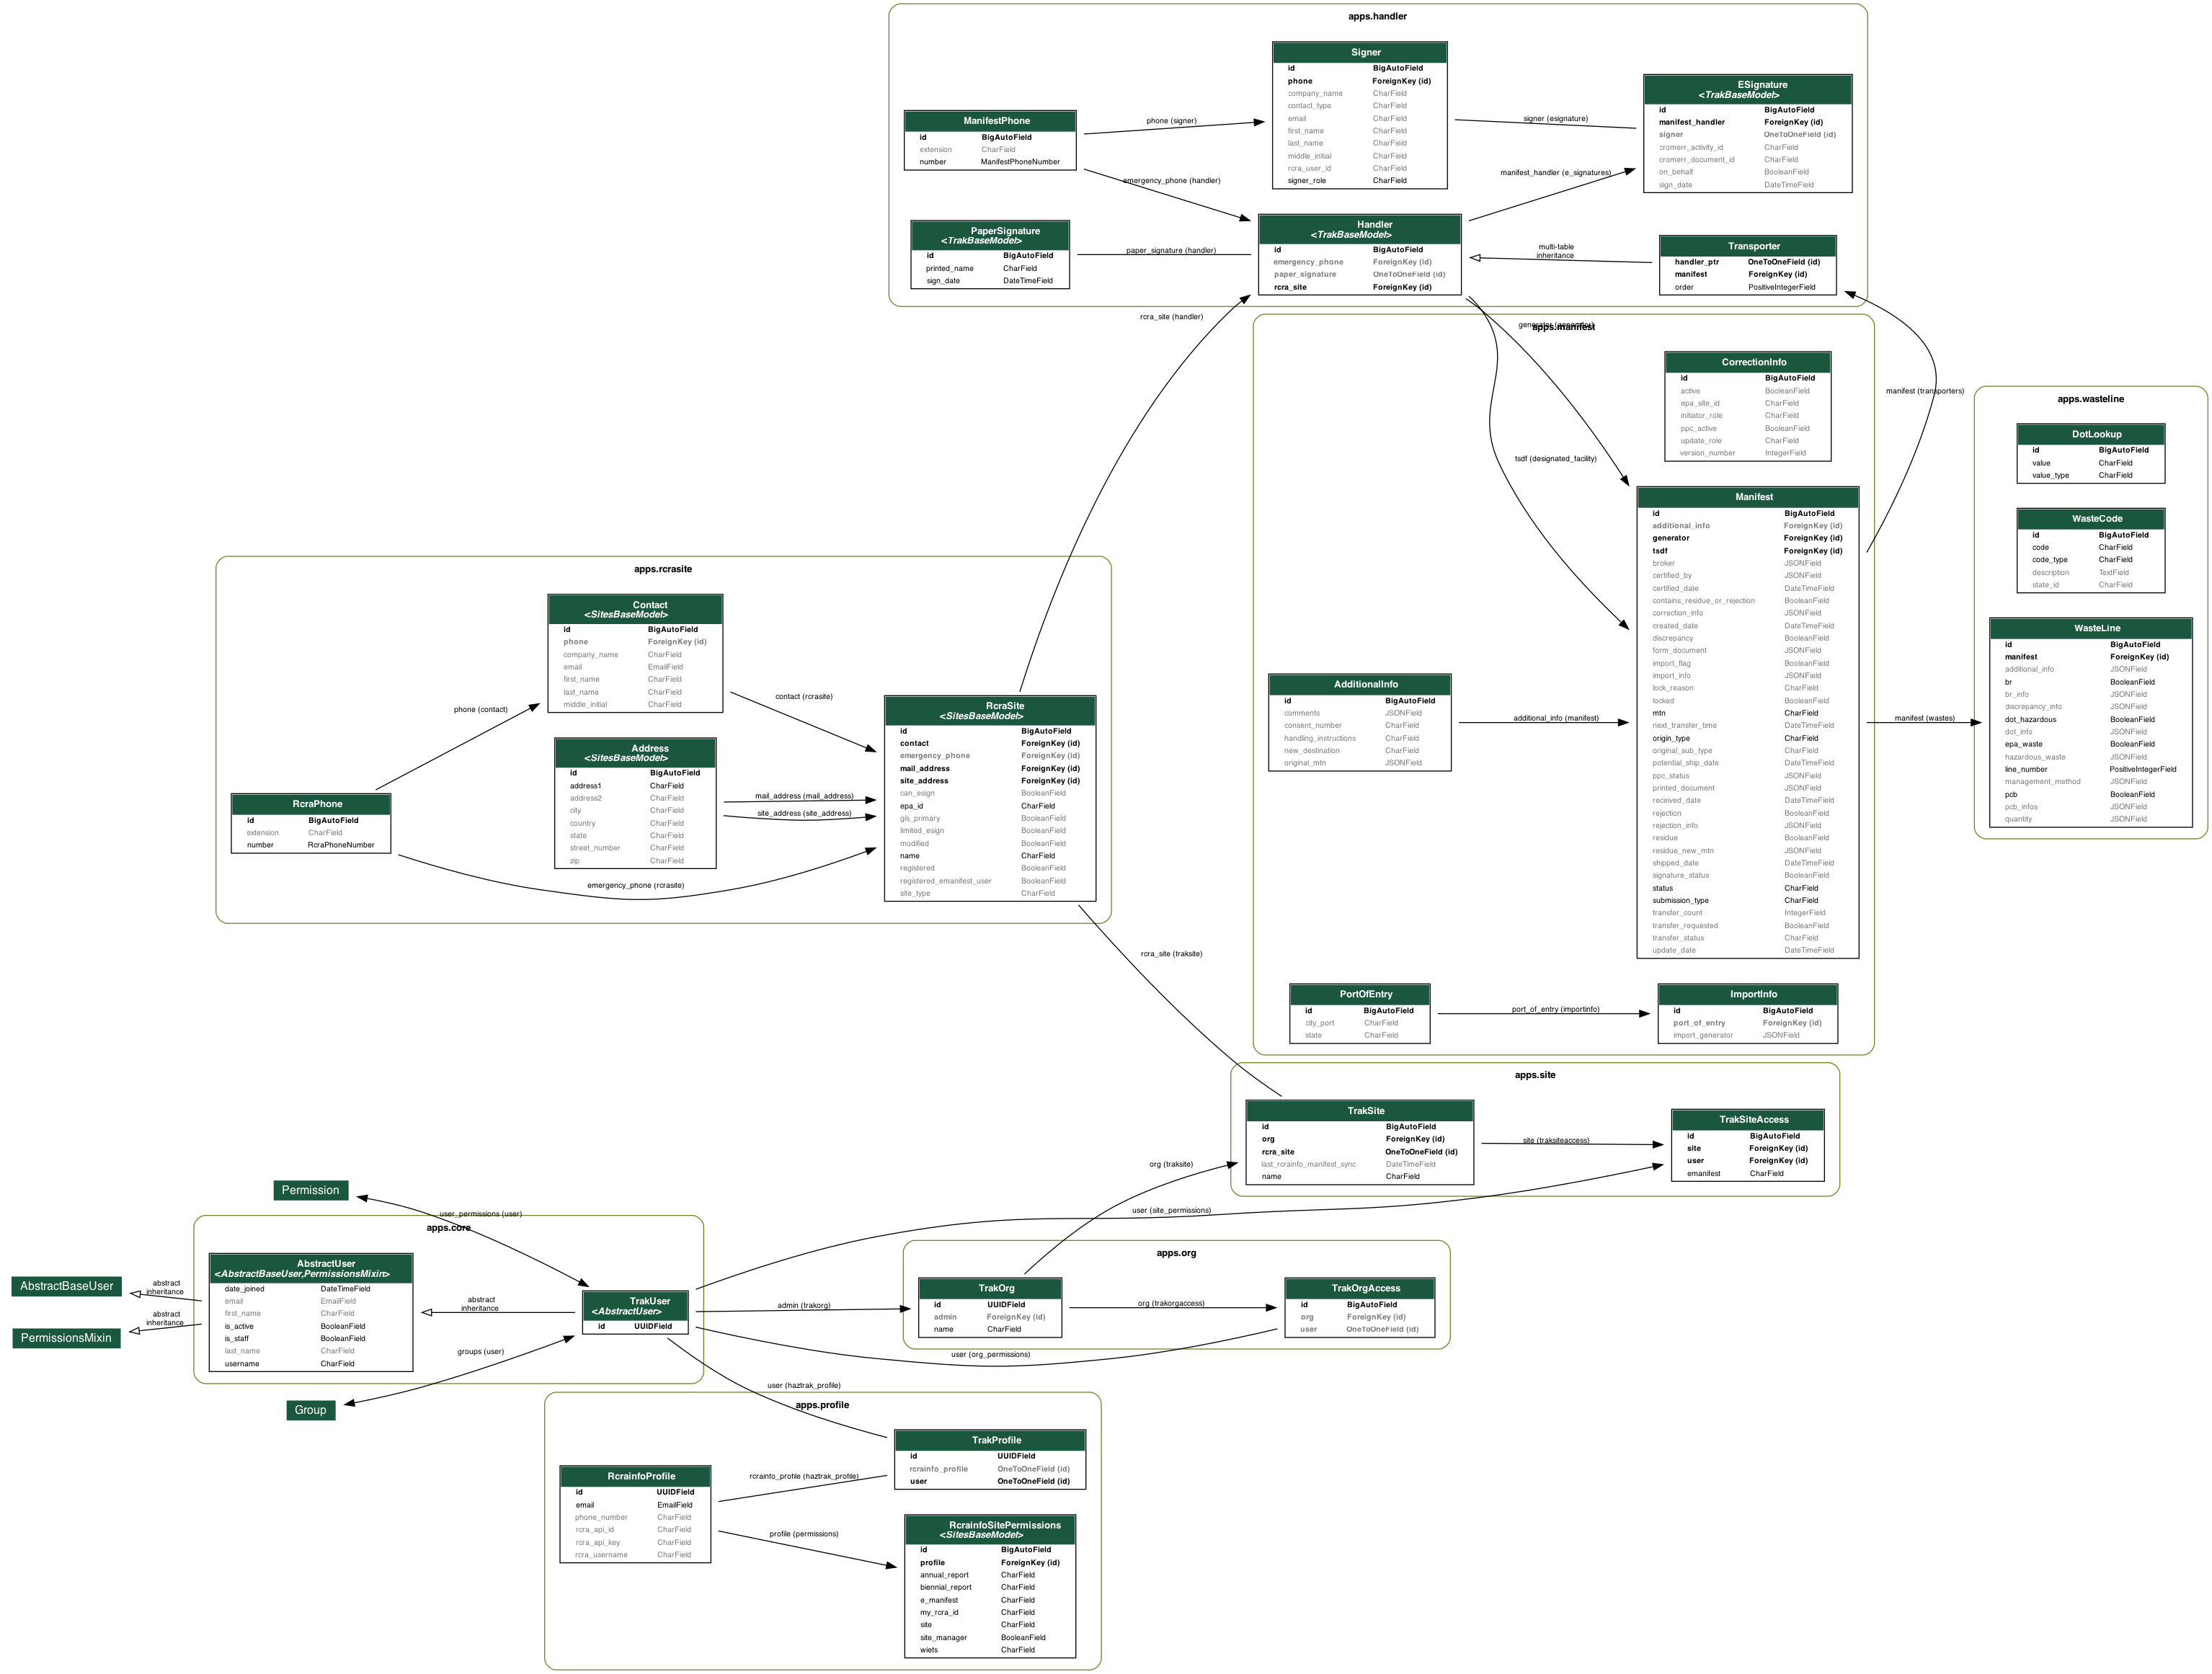 apps.handler
Signer
id BigAutoField
phone ForeignKey (id)
company_name CharField
contact_type CharField
email CharField
first_name CharField
last_name CharField
middle_initial CharField
rcra_user_id CharField
signer_role CharField
ESignature
<TrakBaseModel>
id BigAutoField
manifest_handler ForeignKey (id)
signer OneToOneField (id)
cromerr_activity_id CharField
cromerr_document_id CharField
on_behalf BooleanField
sign_date DateTimeField
ManifestPhone
id BigAutoField
extension CharField
number ManifestPhoneNumber
phone (signer)
signer (esignature)
emergency_phone (handler)
manifest_handler (e_signatures)
PaperSignature
<TrakBaseModel>
id BigAutoField
printed_name CharField
sign_date DateTimeField
paper_signature (handler)
Handler
<TrakBaseModel>
id BigAutoField
emergency_phone ForeignKey (id)
paper_signature OneToOneField (id)
rcra_site ForeignKey (id)
multi-table
inheritance
Transporter
handler_ptr OneToOneField (id)
manifest ForeignKey (id)
order PositiveIntegerField
rcra_site (handler)
generator (generator)
apps.manifest
CorrectionInfo
id BigAutoField
active BooleanField
epa_site_id CharField
initiator_role CharField
ppc_active BooleanField
update_role CharField
version_number IntegerField
manifest (transporters)
tsdf (designated_facility)
Manifest
id BigAutoField
additional_info ForeignKey (id)
generator ForeignKey (id)
tsdf ForeignKey (id)
broker JSONField
certified_by JSONField
certified_date DateTimeField
contains_residue_or_rejection BooleanField
correction_info JSONField
created_date DateTimeField
discrepancy BooleanField
form_document JSONField
import_flag BooleanField
import_info JSONField
lock_reason CharField
locked BooleanField
mtn CharField
next_transfer_time DateTimeField
origin_type CharField
original_sub_type CharField
potential_ship_date DateTimeField
ppc_status JSONField
printed_document JSONField
received_date DateTimeField
rejection BooleanField
rejection_info JSONField
residue BooleanField
residue_new_mtn JSONField
shipped_date DateTimeField
signature_status BooleanField
status CharField
submission_type CharField
transfer_count IntegerField
transfer_requested BooleanField
transfer_status CharField
update_date DateTimeField
AdditionalInfo
id BigAutoField
comments JSONField
consent_number CharField
handling_instructions CharField
new_destination CharField
original_mtn JSONField
additional_info (manifest)
PortOfEntry
id BigAutoField
city_port CharField
state CharField
port_of_entry (importinfo)
ImportInfo
id BigAutoField
port_of_entry ForeignKey (id)
import_generator JSONField
manifest (wastes)
apps.wasteline
DotLookup
id BigAutoField
value CharField
value_type CharField
WasteCode
id BigAutoField
code CharField
code_type CharField
description TextField
state_id CharField
WasteLine
id BigAutoField
manifest ForeignKey (id)
additional_info JSONField
br BooleanField
br_info JSONField
discrepancy_info JSONField
dot_hazardous BooleanField
dot_info JSONField
epa_waste BooleanField
hazardous_waste JSONField
line_number PositiveIntegerField
management_method JSONField
pcb BooleanField
pcb_infos JSONField
quantity JSONField
apps.rcrasite
Contact
<SitesBaseModel>
id BigAutoField
phone ForeignKey (id)
company_name CharField
email EmailField
first_name CharField
last_name CharField
middle_initial CharField
phone (contact)
contact (rcrasite)
Address
<SitesBaseModel>
id BigAutoField
address1 CharField
address2 CharField
city CharField
country CharField
state CharField
street_number CharField
zip CharField
mail_address (mail_address)
site_address (site_address)
RcraPhone
id BigAutoField
extension CharField
number RcraPhoneNumber
emergency_phone (rcrasite)
RcraSite
<SitesBaseModel>
id BigAutoField
contact ForeignKey (id)
emergency_phone ForeignKey (id)
mail_address ForeignKey (id)
site_address ForeignKey (id)
can_esign BooleanField
epa_id CharField
gis_primary BooleanField
limited_esign BooleanField
modified BooleanField
name CharField
registered BooleanField
registered_emanifest_user BooleanField
site_type CharField
rcra_site (traksite)
apps.site
TrakSite
id BigAutoField
org ForeignKey (id)
rcra_site OneToOneField (id)
last_rcrainfo_manifest_sync DateTimeField
name CharField
site (traksiteaccess)
TrakSiteAccess
id BigAutoField
site ForeignKey (id)
user ForeignKey (id)
emanifest CharField
org (traksite)
user (site_permissions)
Permission
user_permissions (user)
apps.core
AbstractUser
<AbstractBaseUser,PermissionsMixin>
date_joined DateTimeField
email EmailField
first_name CharField
is_active BooleanField
is_staff BooleanField
last_name CharField
username CharField
AbstractBaseUser
abstract
inheritance
PermissionsMixin
abstract
inheritance
abstract
inheritance
TrakUser
<AbstractUser>
id UUIDField
groups (user)
Group
admin (trakorg)
apps.org
TrakOrg
id UUIDField
admin ForeignKey (id)
name CharField
org (trakorgaccess)
TrakOrgAccess
id BigAutoField
org ForeignKey (id)
user OneToOneField (id)
user (org_permissions)
user (haztrak_profile)
apps.profile
TrakProfile
id UUIDField
rcrainfo_profile OneToOneField (id)
user OneToOneField (id)
RcrainfoProfile
id UUIDField
email EmailField
phone_number CharField
rcra_api_id CharField
rcra_api_key CharField
rcra_username CharField
rcrainfo_profile (haztrak_profile)
profile (permissions)
RcrainfoSitePermissions
<SitesBaseModel>
id BigAutoField
profile ForeignKey (id)
annual_report CharField
biennial_report CharField
e_manifest CharField
my_rcra_id CharField
site CharField
site_manager BooleanField
wiets CharField